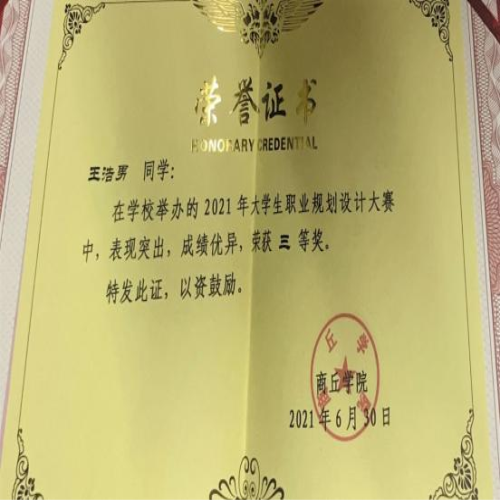 荣誉证书
HONORARY CREDENTIAL
王浩男 同学：
在学校举办的 2021 年大学生职业规划设计大赛
中，表现突出，成绩优异，荣获 三 等奖。
特发此证，以资鼓励。
商丘学院
2021 年 6 月 30 日